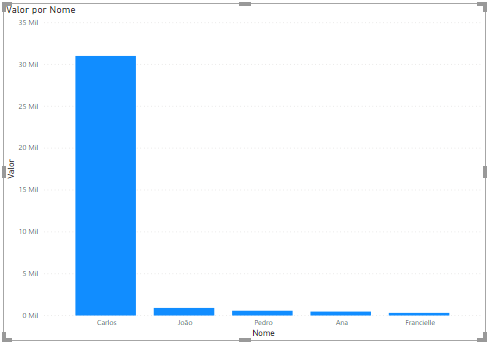 Valor por Nome
35 Mil
30 Mil
25 Mil
20 Mil
15 Mil
10 Mil
5 Mil
0 Mil
Valor
Carlos João Pedro Ana Francielle
Nome